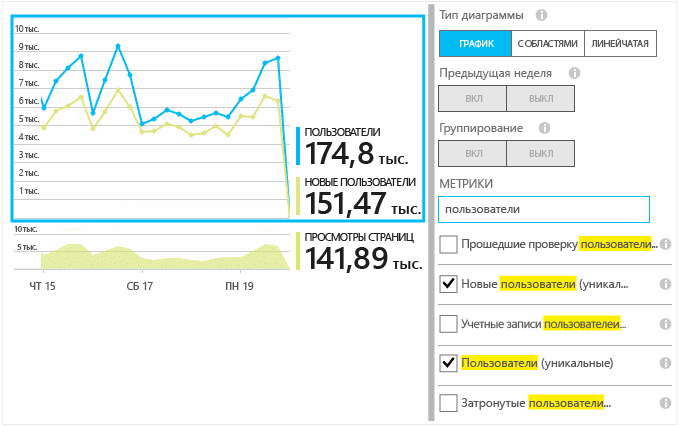 10 тыс.
9 тыс.
8 тыс.
7 тыс.
6 тыс.
5 тыс.
4 тыс.
3 тыс.
2 тыс.
1 тыс.
ПОЛЬЗОВАТЕЛИ
174,8 тыс.
НОВЫЕ ПОЛЬЗОВАТЕЛИ
151,47 тыс.
10 тыс.
5 тыс.
ПРОСМОТРЫ СТРАНИЦ
141,89 тыс.
ЧТ 15 СБ 17 ПН 19
Тип диаграммы
ГРАФИК С ОБЛАСТЯМИ ЛИНЕЙЧАТАЯ
Предыдущая неделя
ВКЛ ВЫКЛ
Группирование
ВКЛ ВЫКЛ
МЕТРИКИ
пользователи
Прошедшие проверку пользователи...
Новые пользователи (уникал...
Учетные записи пользователеи...
Пользователи (уникальные)
Затронутые пользователи...